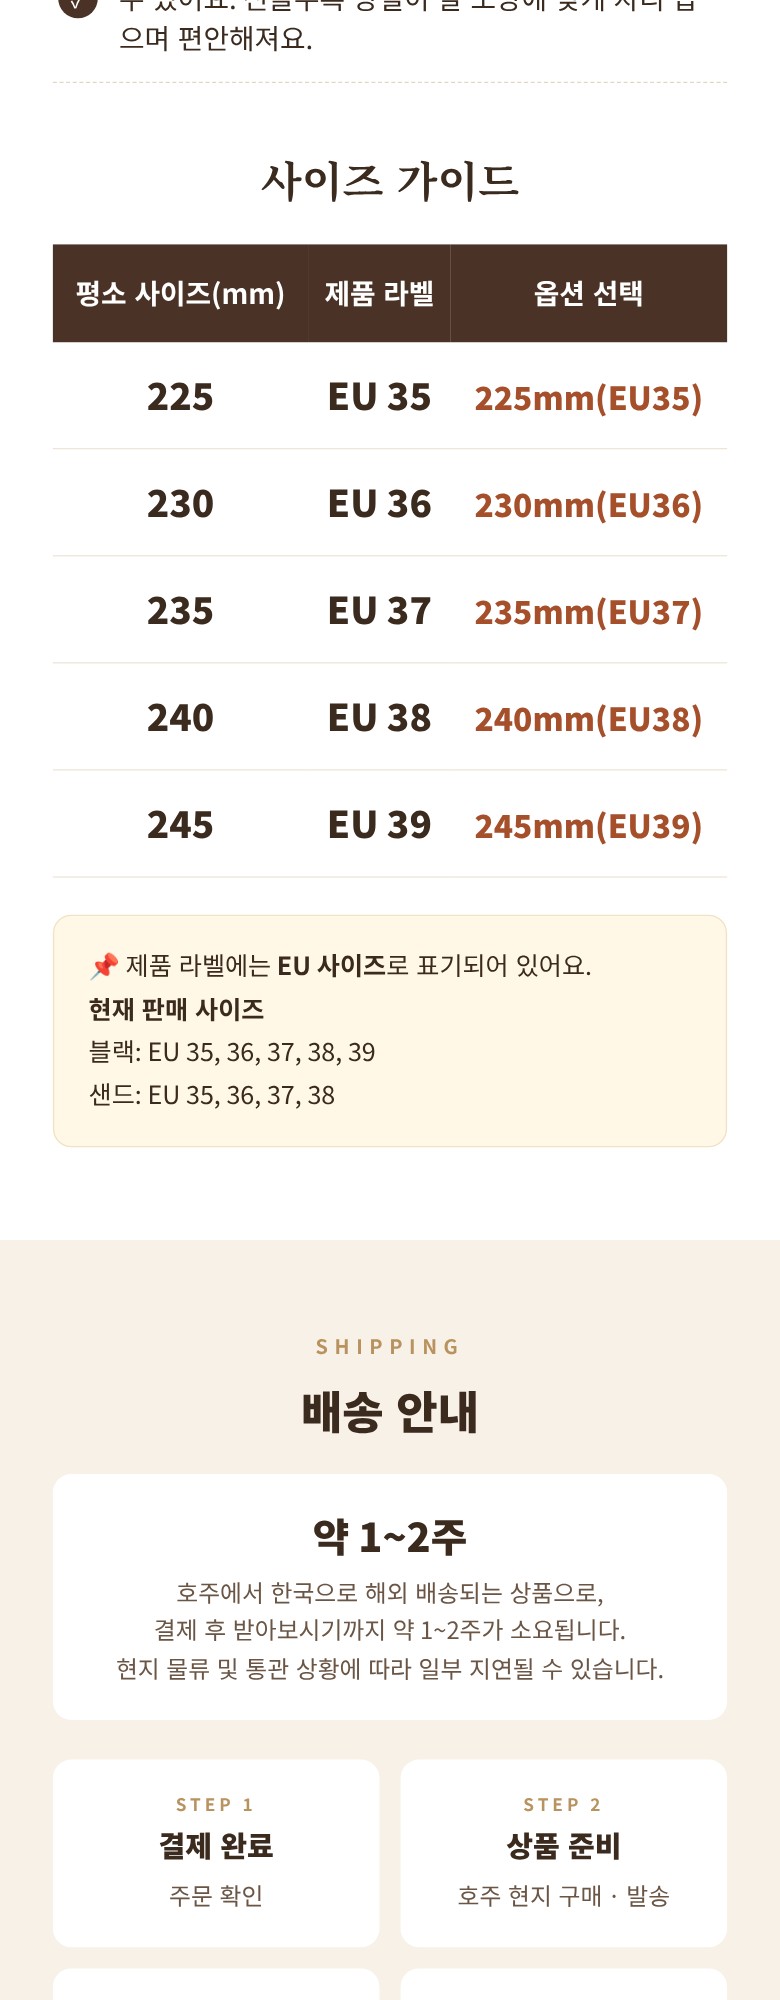 으며 편안해져요.
사이즈 가이드
평소 사이즈(mm) 제품 라벨 옵션 선택
225 EU 35 225mm(EU35)
230 EU 36 230mm(EU36)
235 EU 37 235mm(EU37)
240 EU 38 240mm(EU38)
245 EU 39 245mm(EU39)
📌 제품 라벨에는 EU 사이즈로 표기되어 있어요.
현재 판매 사이즈
블랙: EU 35, 36, 37, 38, 39
샌드: EU 35, 36, 37, 38
SHIPPING
배송 안내
약 1~2주
호주에서 한국으로 해외 배송되는 상품으로,
결제 후 받아보시기까지 약 1~2주가 소요됩니다.
현지 물류 및 통관 상황에 따라 일부 지연될 수 있습니다.
STEP 1
결제 완료
주문 확인
STEP 2
상품 준비
호주 현지 구매 · 발송